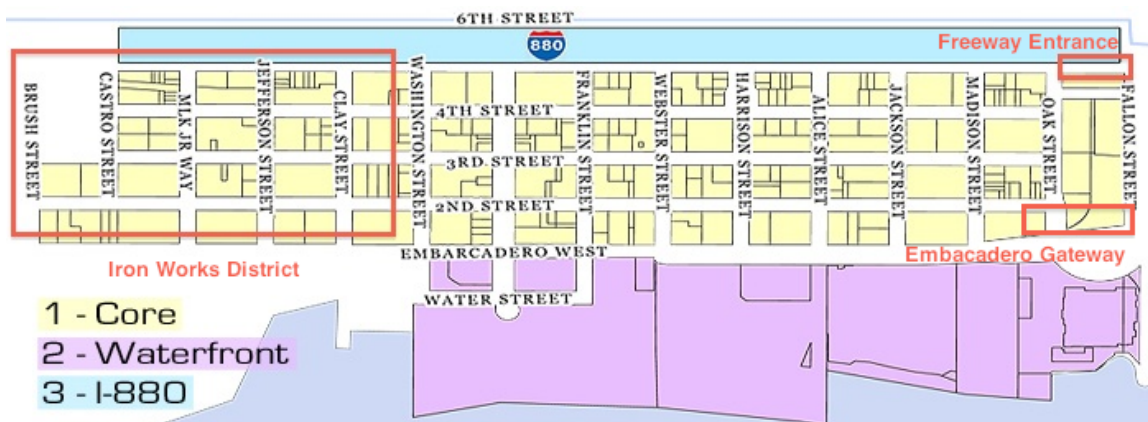 6TH STREET
880
Freeway Entrance
BRUSH STREET
CASTRO STREET
MLK JR WAY
JEFFERSON STREET
CLAY STREET
WASHINGTON STREET
FRANKLIN STREET
WEBSTER STREET
HARRISON STREET
ALICE STREET
JACKSON STREET
MADISON STREET
OAK STREET
FALLON STREET
4TH STREET
3RD STREET
2ND STREET
EMBARCADERO WEST
WATER STREET
Iron Works District
Embacadero Gateway
1 - Core
2 - Waterfront
3 - I-880